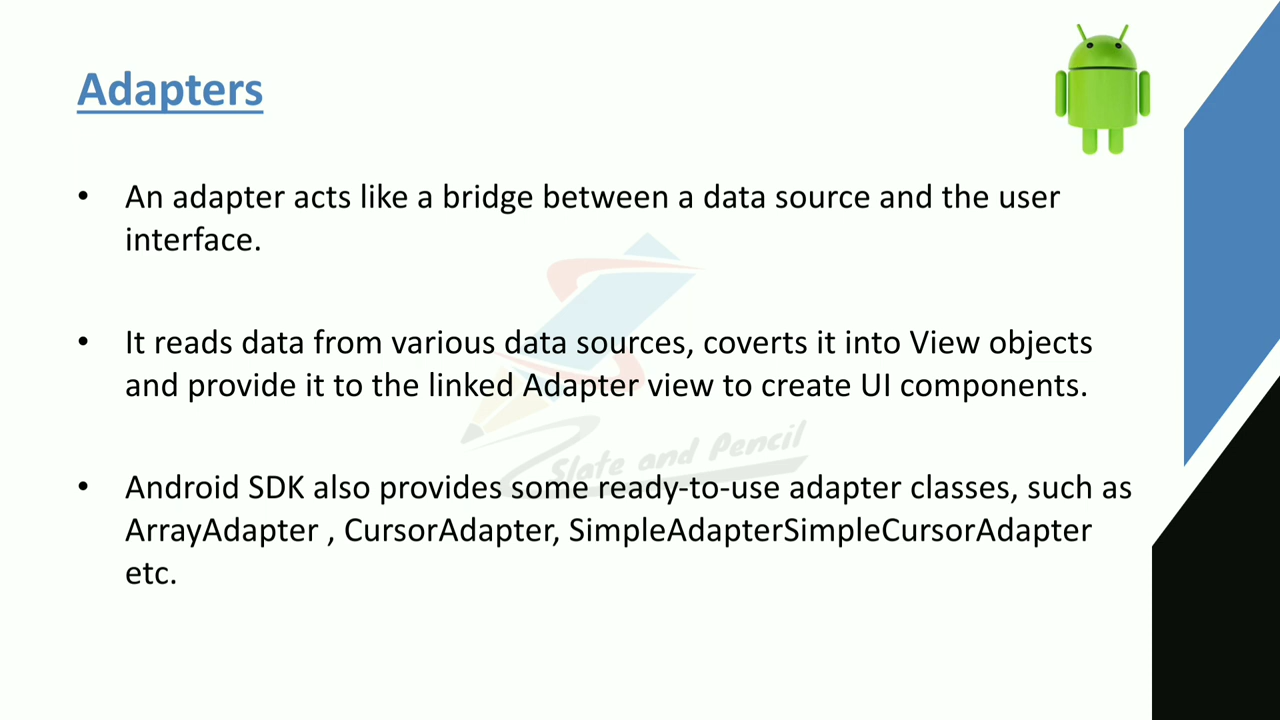 Adapters
• An adapter acts like a bridge between a data source and the user
interface.
• It reads data from various data sources, coverts it into View objects
and provide it to the linked Adapter view to create UI components.
Slate and Pencil
• Android SDK also provides some ready-to-use adapter classes, such as
ArrayAdapter , CursorAdapter, SimpleAdapterSimpleCursorAdapter
etc.